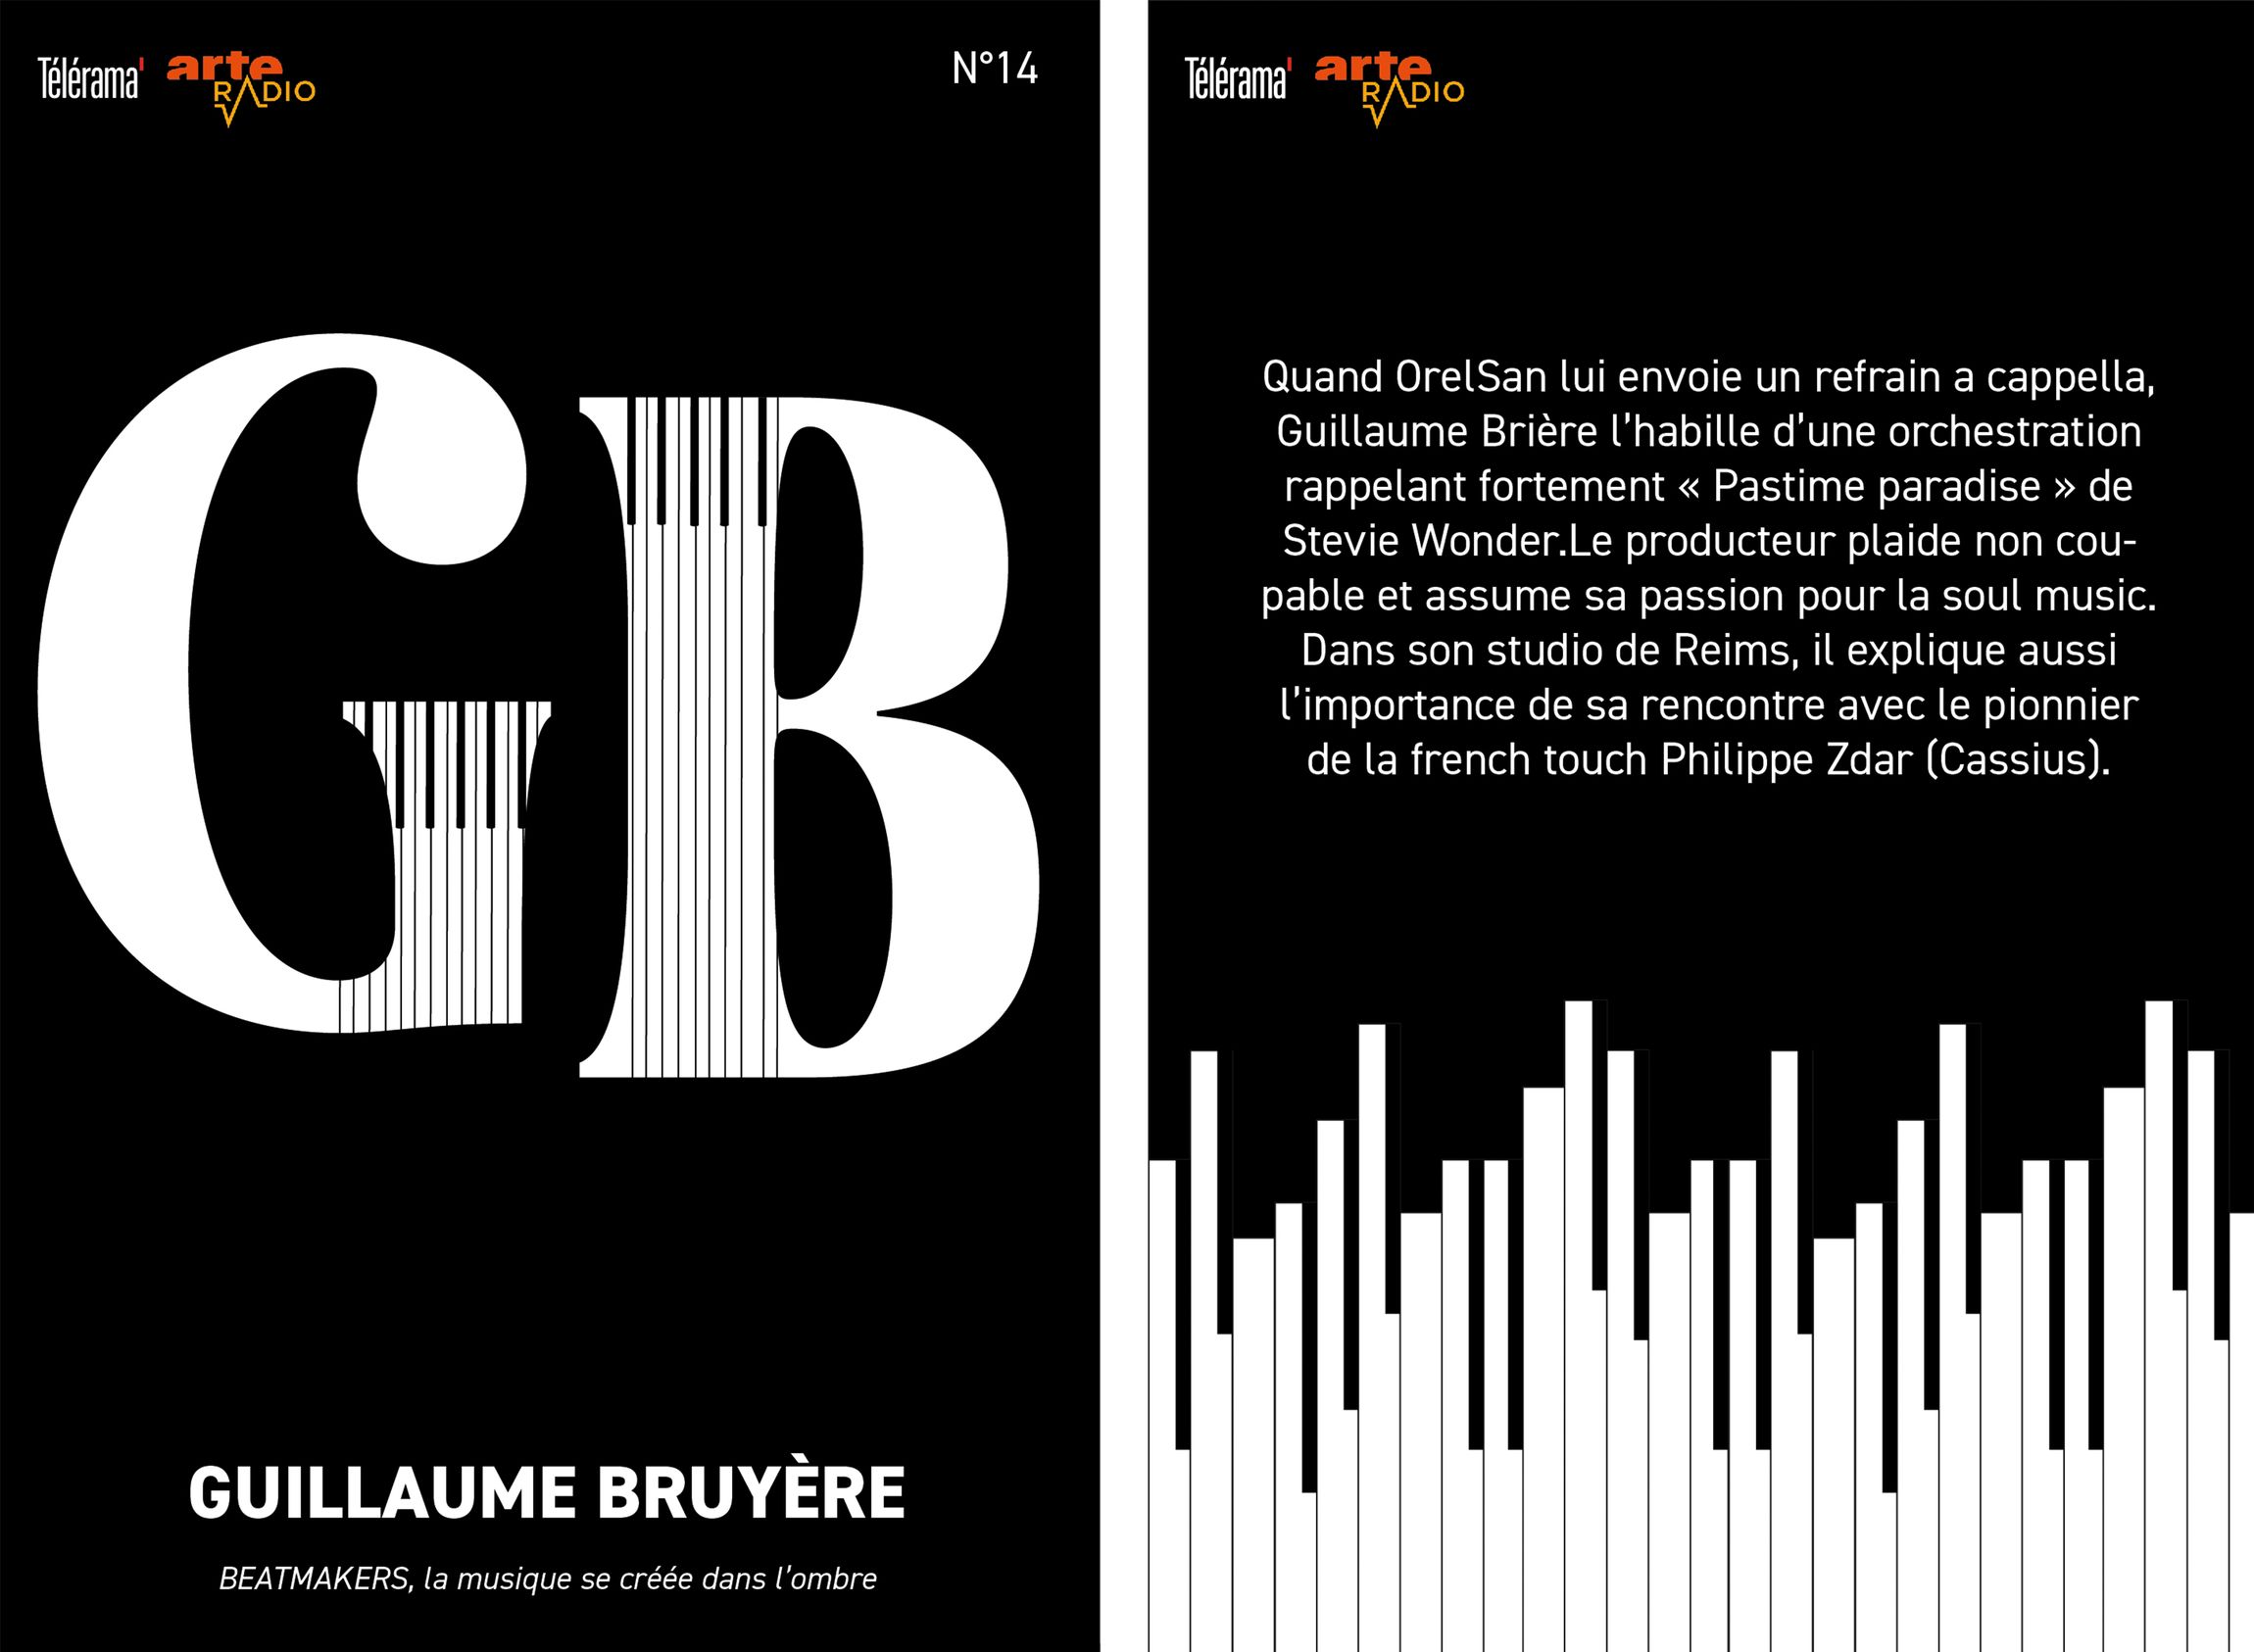 Télérama'
arte
RADIO
N°14
GB
GUILLAUME BRUYÈRE
BEATMAKERS, la musique se créée dans l'ombre
Télérama'
arte
RADIO
Quand OrelSan lui envoie un refrain a cappella,
Guillaume Brière l'habille d'une orchestration
rappelant fortement « Pastime paradise » de
Stevie Wonder.Le producteur plaide non cou-
pable et assume sa passion pour la soul music.
Dans son studio de Reims, il explique aussi
l'importance de sa rencontre avec le pionnier
de la french touch Philippe Zdar (Cassius).